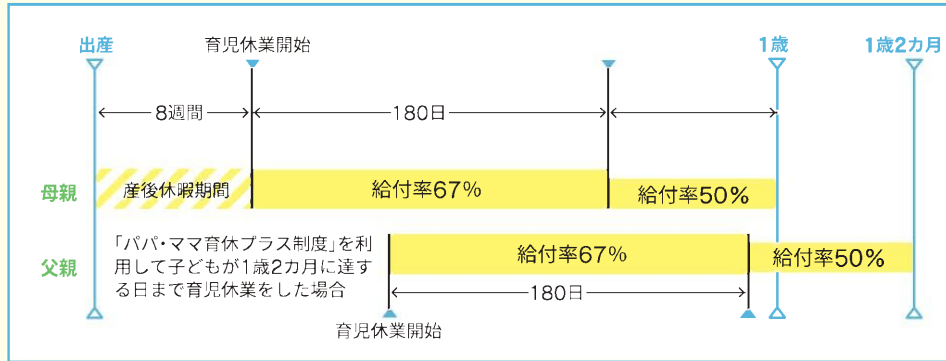 出産
育児休業開始
1歳
1歳2カ月
8週間
180日
母親
産後休暇期間
給付率67%
給付率50%
父親
「パパ・ママ育休プラス制度」を利
用して子どもが1歳2カ月に達す
る日まで育児休業をした場合
給付率67%
給付率50%
180日
育児休業開始